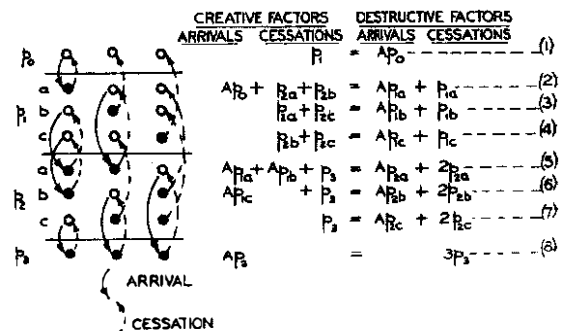 CREATIVE FACTORS DESTRUCTIVE FACTORS
ARRIVALS CESSATIONS ARRIVALS CESSATIONS
p₀ p₁ = Ap₀ (1)
a Ap₀ + p₂ₐ + p₂b = Ap₁ₐ + p₁ₐ (2)
p₁ b p₂ₐ + p₂c = Ap₁b + p₁b (3)
c p₂b + p₂c = Ap₁c + p₁c (4)
a Ap₁ₐ + Ap₁b + p₃ = Ap₂ₐ + 2p₂ₐ (5)
p₂ b Ap₁c + p₃ = Ap₂b + 2p₂b (6)
c p₃ = Ap₂c + 2p₂c (7)
p₃ Ap₃ = 3p₃ (8)
ARRIVAL
CESSATION